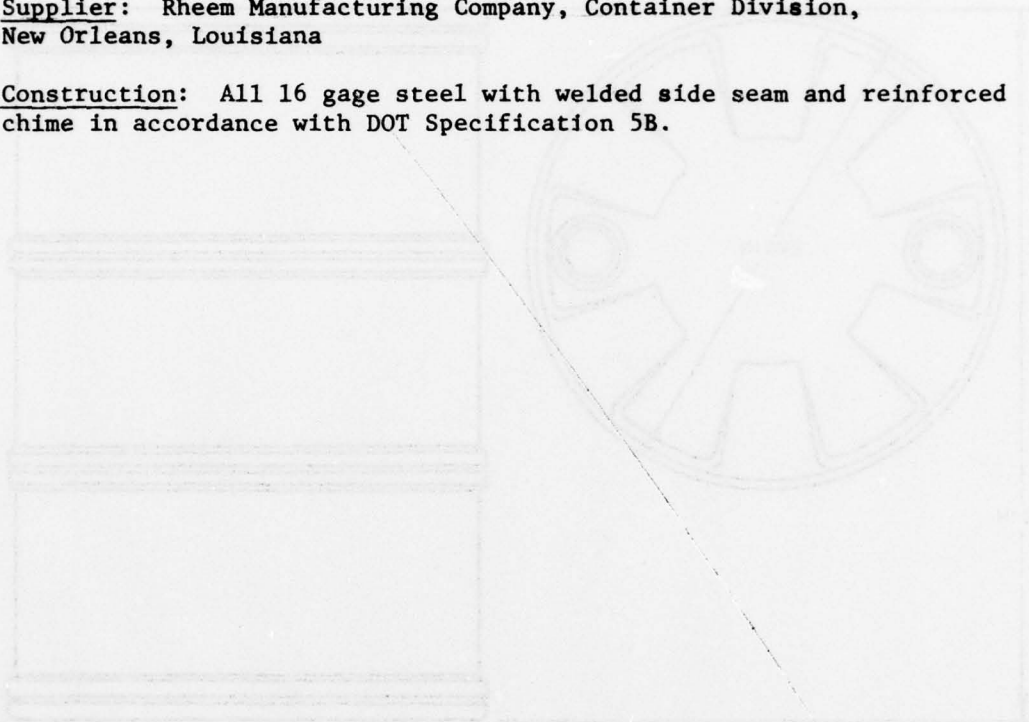 Supplier: Rheem Manufacturing Company, Container Division,
New Orleans, Louisiana
Construction: All 16 gage steel with welded side seam and reinforced
chime in accordance with DOT Specification 5B.